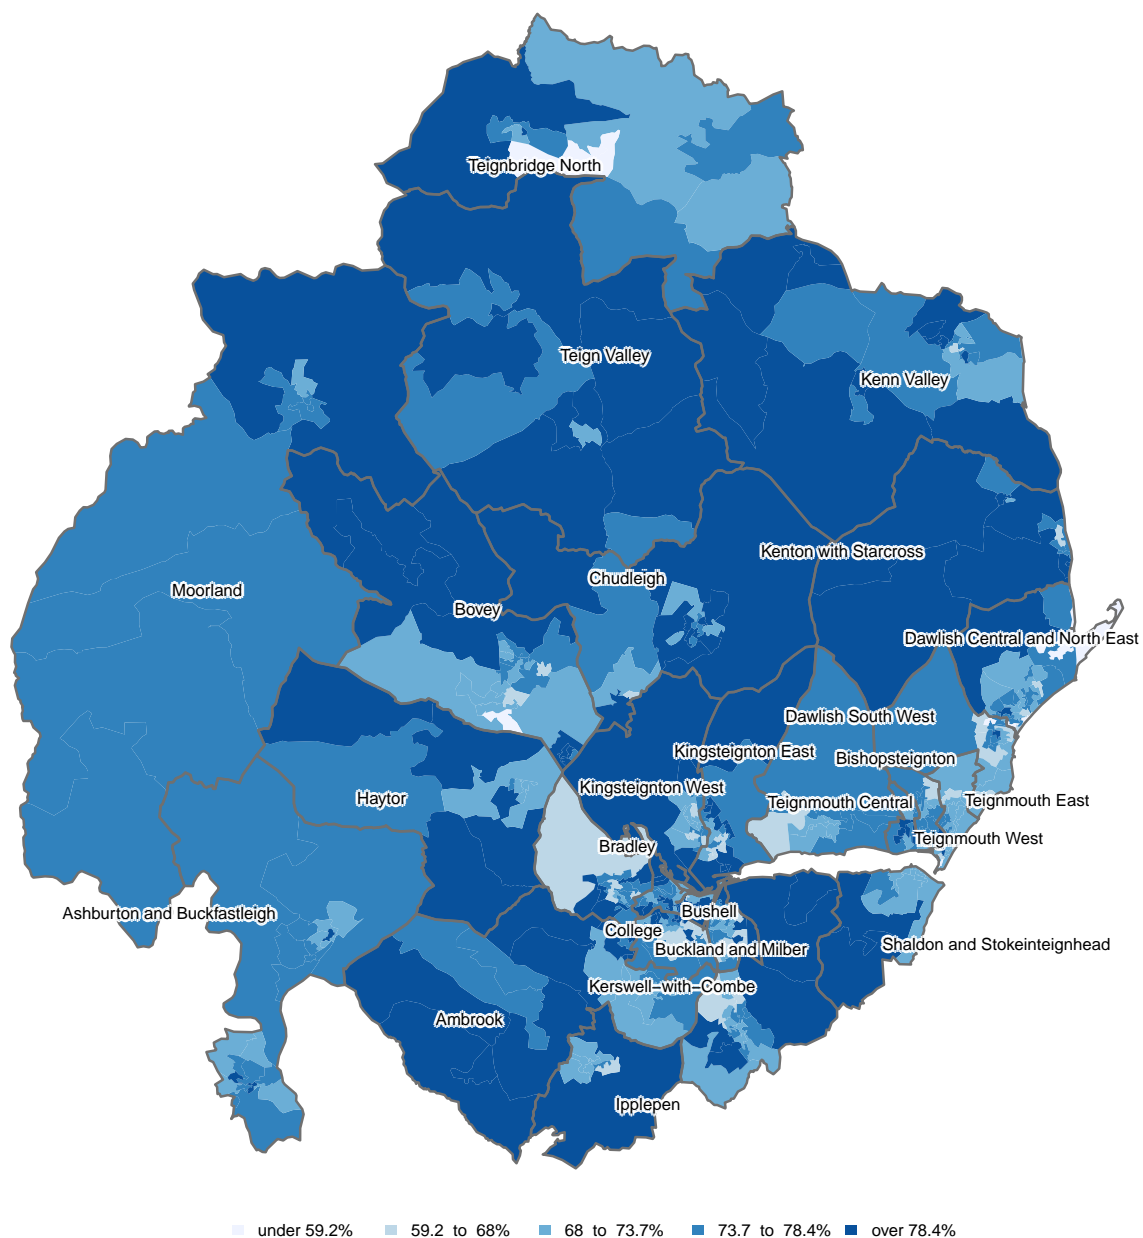 Teignbridge North
Teign Valley
Kenn Valley
Kenton with Starcross
Chudleigh
Moorland
Bovey
Dawlish Central and North East
Dawlish South West
Kingsteignton East
Bishopsteignton
Kingsteignton West
Haytor
Teignmouth Central
Teignmouth East
Teignmouth West
Bradley
Ashburton and Buckfastleigh
Bushell
College
Buckland and Milber
Shaldon and Stokeinteignhead
Kerswell−with−Combe
Ambrook
Ipplepen
under 59.2% 59.2 to 68% 68 to 73.7% 73.7 to 78.4% over 78.4%